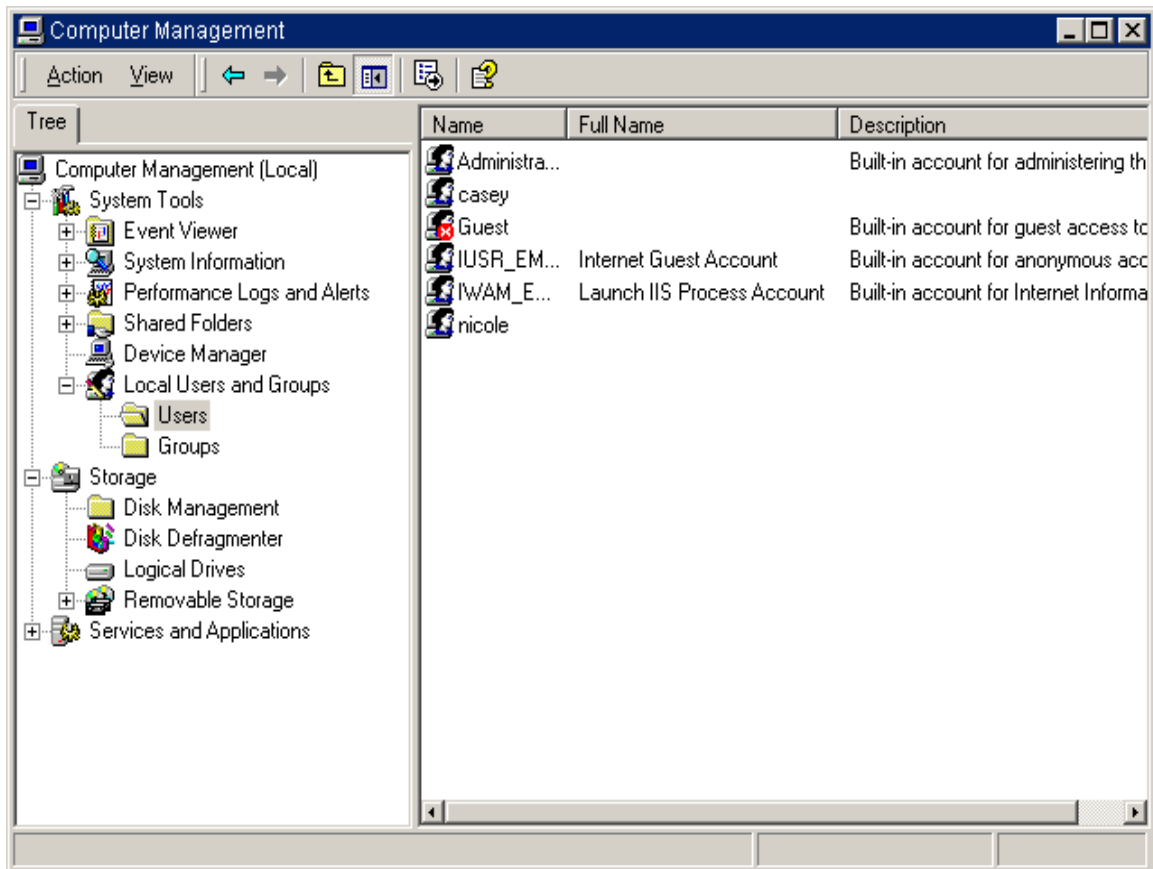 Computer Management
Action View
Tree
Computer Management (Local)
System Tools
Event Viewer
System Information
Performance Logs and Alerts
Shared Folders
Device Manager
Local Users and Groups
Users
Groups
Storage
Disk Management
Disk Defragmenter
Logical Drives
Removable Storage
Services and Applications
Name Full Name Description
Administra... Built-in account for administering th
casey
Guest Built-in account for guest access to
IUSR_EM... Internet Guest Account Built-in account for anonymous acc
IWAM_E... Launch IIS Process Account Built-in account for Internet Informa
nicole